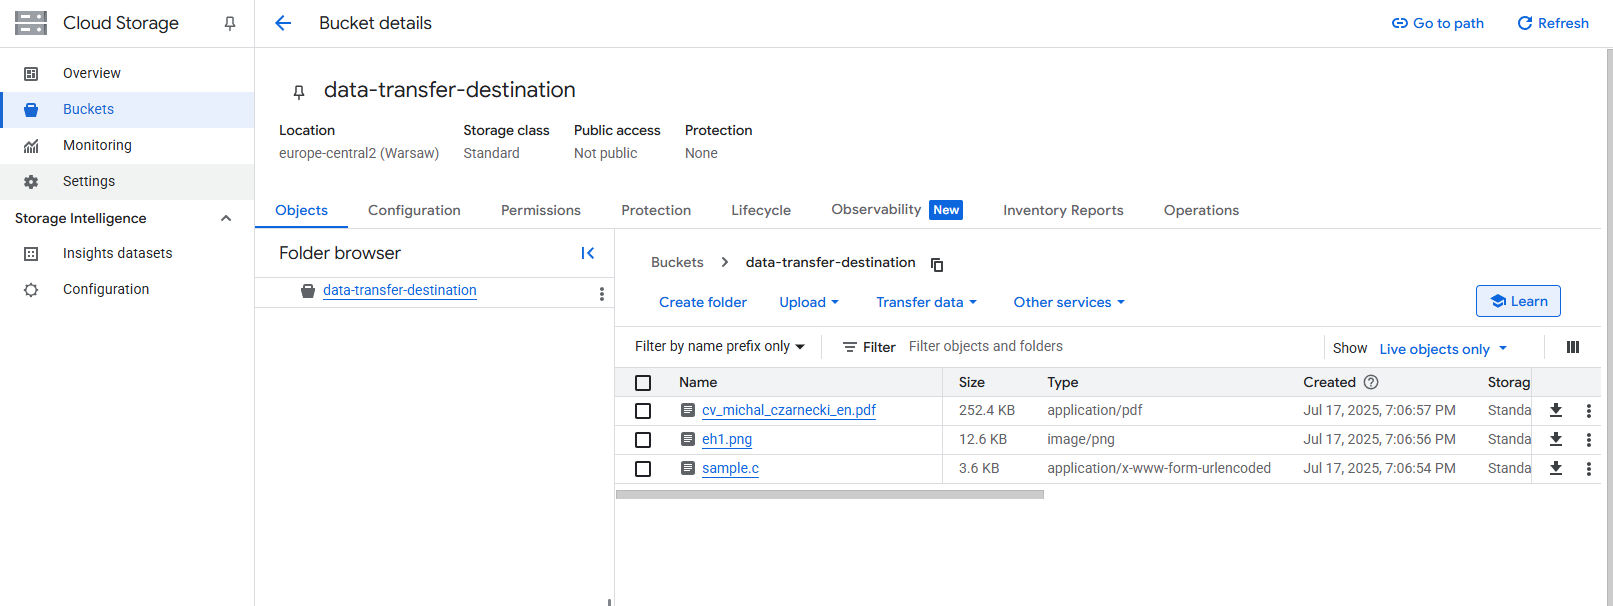 Cloud Storage
Bucket details
Go to path
Refresh
Overview
Buckets
Monitoring
Settings
Storage Intelligence
Insights datasets
Configuration
data-transfer-destination
Location Storage class Public access Protection
europe-central2 (Warsaw) Standard Not public None
Objects Configuration Permissions Protection Lifecycle Observability New Inventory Reports Operations
Folder browser
data-transfer-destination
Buckets data-transfer-destination
Create folder Upload Transfer data Other services Learn
Filter by name prefix only Filter Filter objects and folders Show Live objects only
Name Size Type Created Storag
cv_michal_czarnecki_en.pdf 252.4 KB application/pdf Jul 17, 2025, 7:06:57 PM Standa
eh1.png 12.6 KB image/png Jul 17, 2025, 7:06:56 PM Standa
sample.c 3.6 KB application/x-www-form-urlencoded Jul 17, 2025, 7:06:54 PM Standa